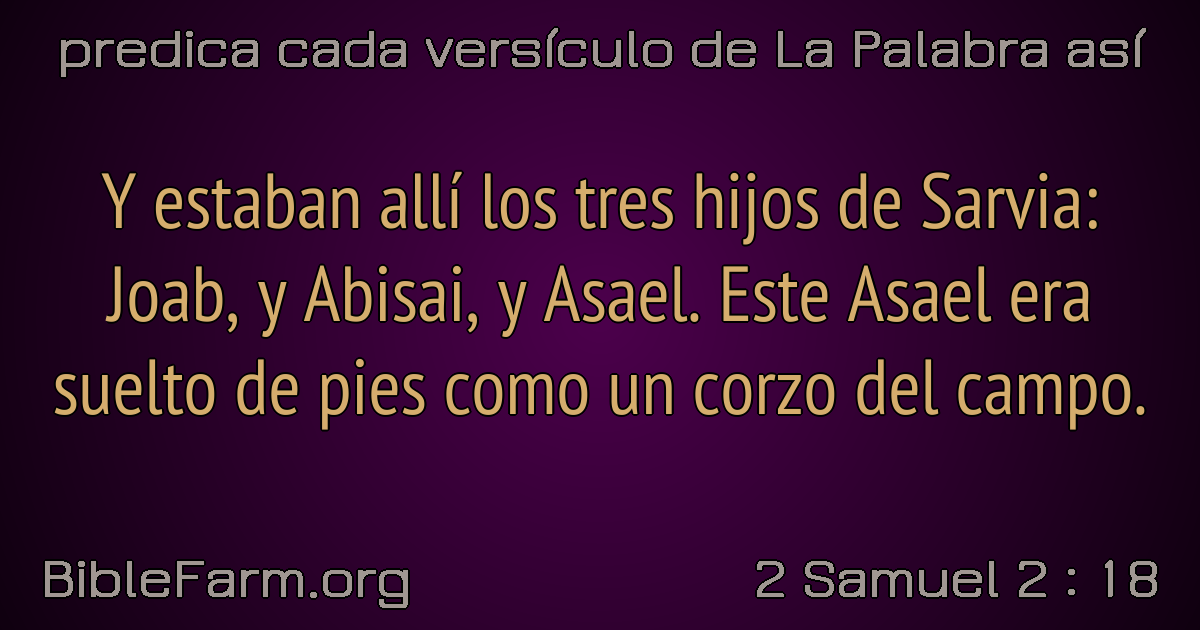 predica cada versículo de La Palabra así
Y estaban allí los tres hijos de Sarvia:
Joab, y Abisai, y Asael. Este Asael era
suelto de pies como un corzo del campo.
BibleFarm.org
2 Samuel 2 : 18